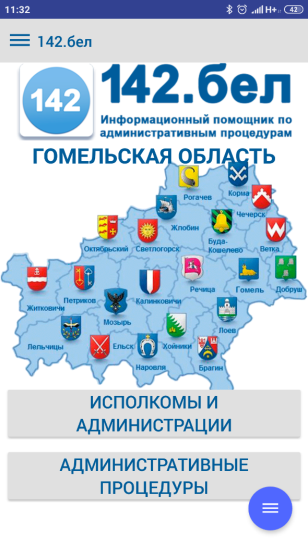 11:32
H+
42
142.бел
142
142.бел
Информационный помощник по
административным процедурам
ГОМЕЛЬСКАЯ ОБЛАСТЬ
Рогачев
Корма
Жлобин
Чечерск
Октябрьский
Светлогорск
Буда-
Кошелево
Ветка
Житковичи
Петриков
Калинковичи
Речица
Гомель
Добруш
Мозырь
Лоев
Лельчицы
Ельск
Наровля
Хойники
Брагин
ИСПОЛКОМЫ И
АДМИНИСТРАЦИИ
АДМИНИСТРАТИВНЫЕ
ПРОЦЕДУРЫ